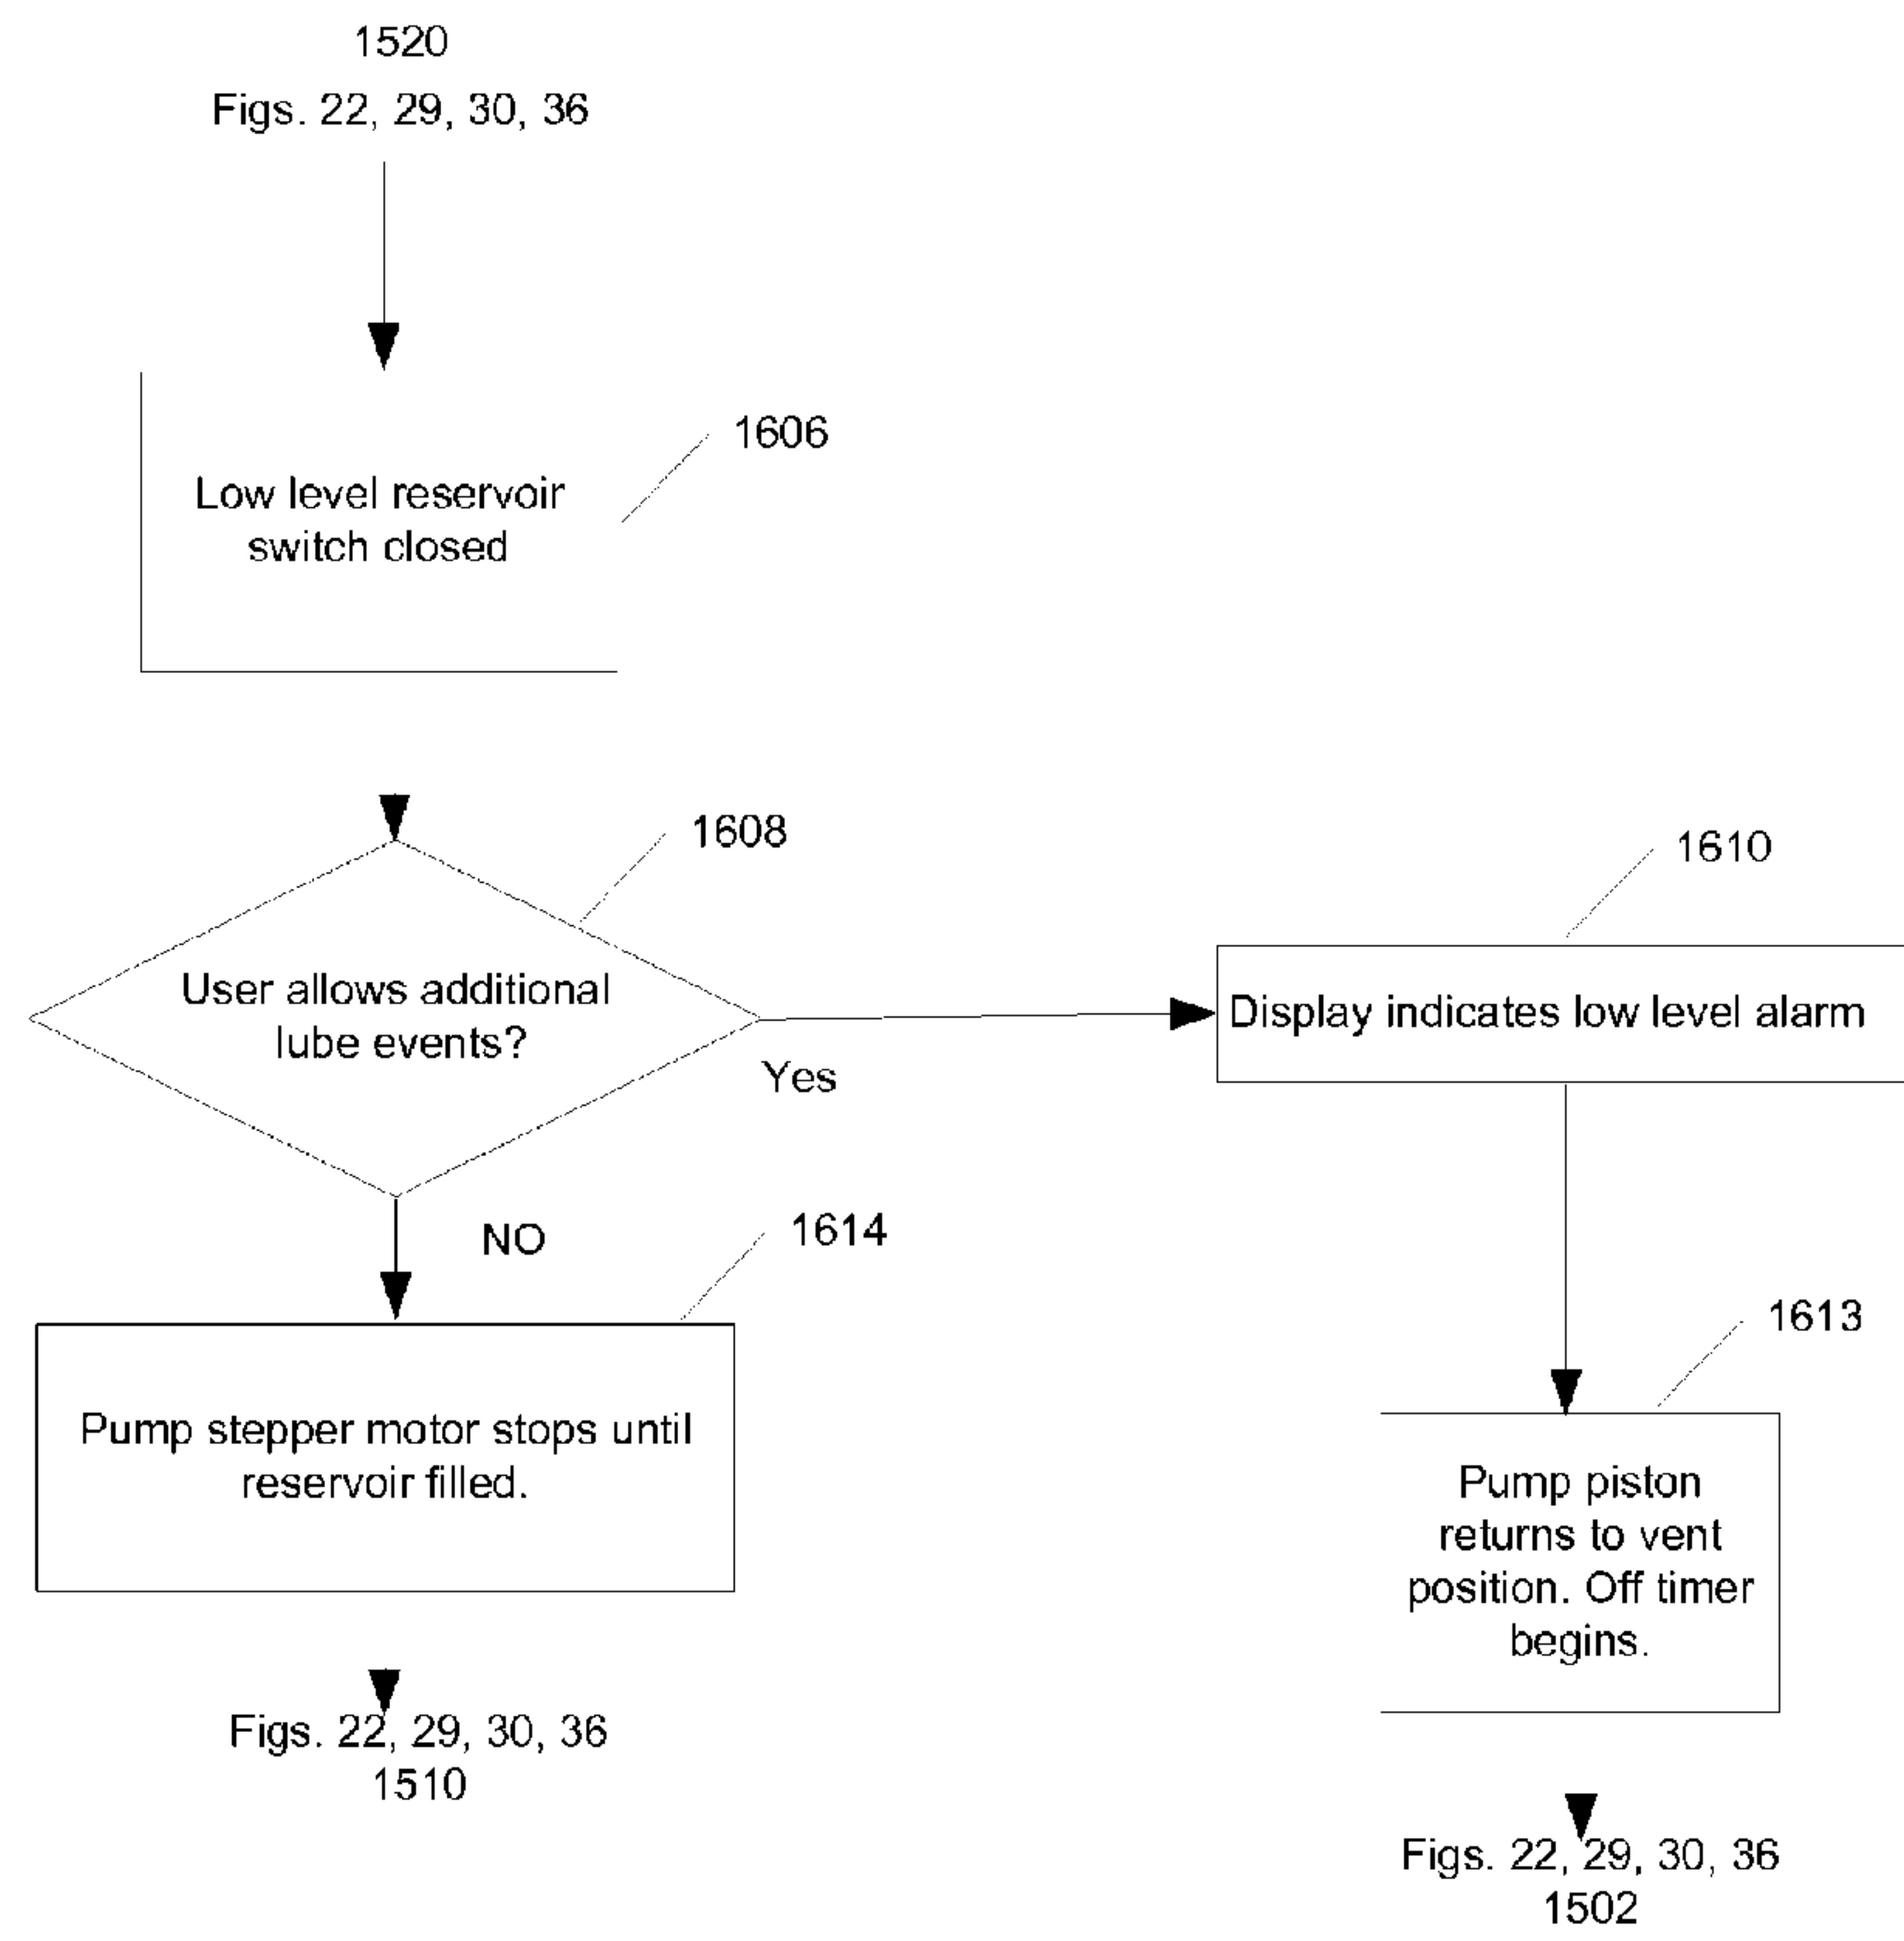 1520
Figs. 22, 29, 30, 36
1606
Low level reservoir
switch closed
1608
User allows additional
lube events?
Yes
1610
Display indicates low level alarm
NO
1614
Pump stepper motor stops until
reservoir filled.
1613
Pump piston
returns to vent
position. Off timer
begins.
Figs. 22, 29, 30, 36
1510
Figs. 22, 29, 30, 36
1502